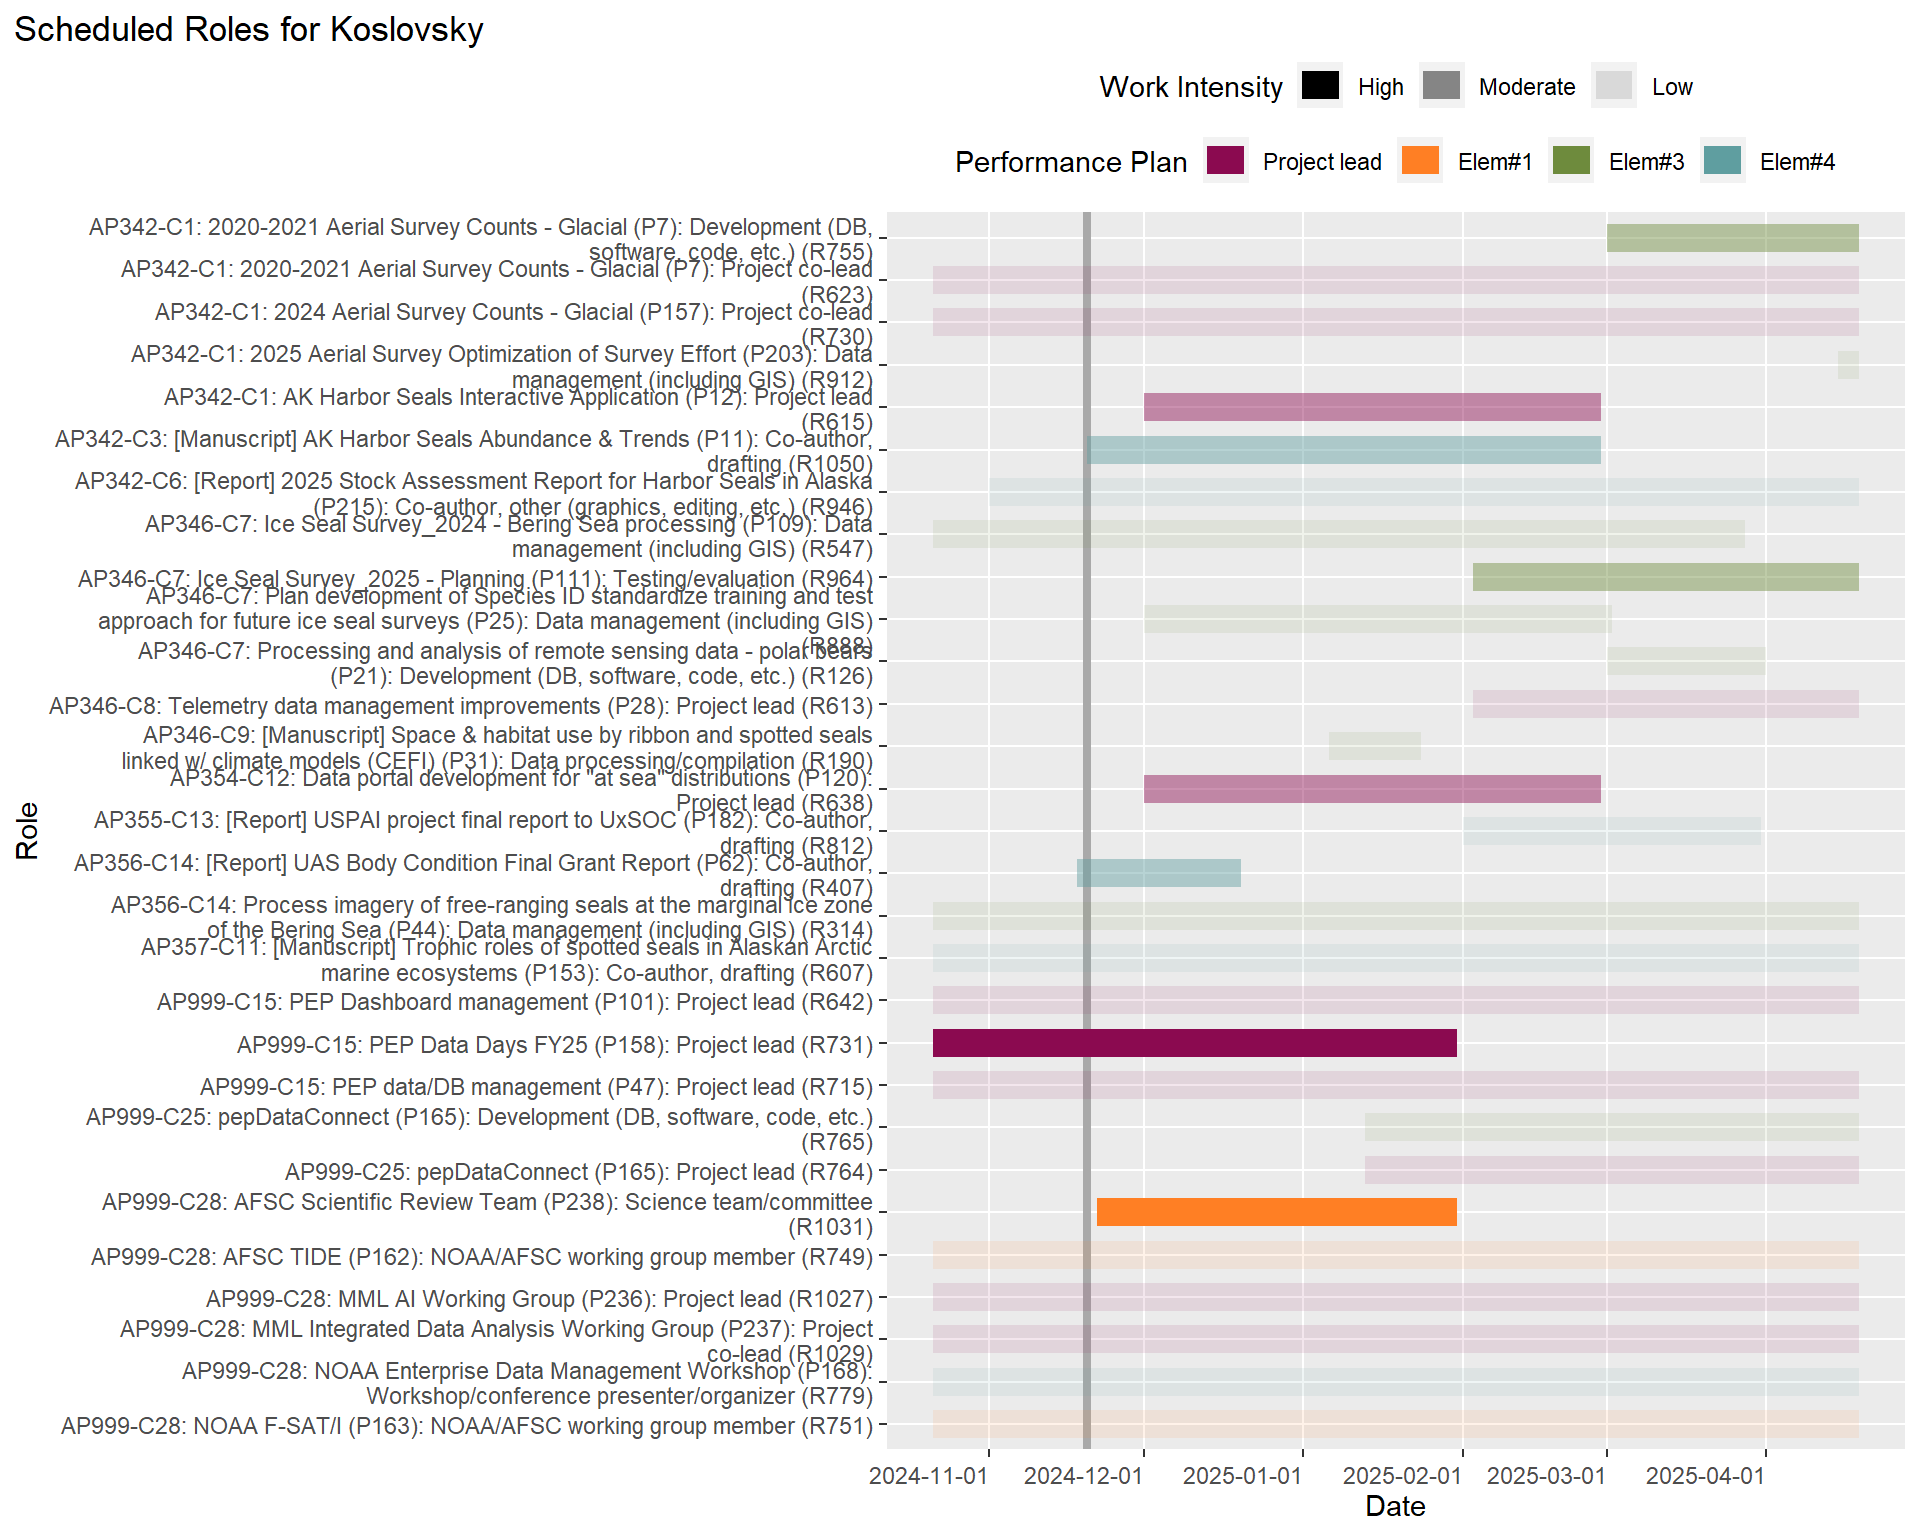 Scheduled Roles for Koslovsky
Work Intensity High Moderate Low
Performance Plan Project lead Elem#1 Elem#3 Elem#4
AP342-C1: 2020-2021 Aerial Survey Counts - Glacial (P7): Development (DB,
software, code, etc.) (R755)
AP342-C1: 2020-2021 Aerial Survey Counts - Glacial (P7): Project co-lead
(R623)
AP342-C1: 2024 Aerial Survey Counts - Glacial (P157): Project co-lead
(R730)
AP342-C1: 2025 Aerial Survey Optimization of Survey Effort (P203): Data
management (including GIS) (R912)
AP342-C1: AK Harbor Seals Interactive Application (P12): Project lead
(R615)
AP342-C3: [Manuscript] AK Harbor Seals Abundance & Trends (P11): Co-author,
drafting (R1050)
AP342-C6: [Report] 2025 Stock Assessment Report for Harbor Seals in Alaska
(P215): Co-author, other (graphics, editing, etc.) (R946)
AP346-C7: Ice Seal Survey_2024 - Bering Sea processing (P109): Data
management (including GIS) (R547)
AP346-C7: Ice Seal Survey_2025 - Planning (P111): Testing/evaluation (R964)
AP346-C7: Plan development of Species ID standardize training and test
approach for future ice seal surveys (P25): Data management (including GIS)
(R888)
AP346-C7: Processing and analysis of remote sensing data - polar bears
(P21): Development (DB, software, code, etc.) (R126)
AP346-C8: Telemetry data management improvements (P28): Project lead (R613)
AP346-C9: [Manuscript] Space & habitat use by ribbon and spotted seals
linked w/ climate models (CEFI) (P31): Data processing/compilation (R190)
AP354-C12: Data portal development for "at sea" distributions (P120):
Project lead (R638)
AP355-C13: [Report] USPAI project final report to UxSOC (P182): Co-author,
drafting (R812)
AP356-C14: [Report] UAS Body Condition Final Grant Report (P62): Co-author,
drafting (R407)
AP356-C14: Process imagery of free-ranging seals at the marginal ice zone
of the Bering Sea (P44): Data management (including GIS) (R314)
AP357-C11: [Manuscript] Trophic roles of spotted seals in Alaskan Arctic
marine ecosystems (P153): Co-author, drafting (R607)
AP999-C15: PEP Dashboard management (P101): Project lead (R642)
AP999-C15: PEP Data Days FY25 (P158): Project lead (R731)
AP999-C15: PEP data/DB management (P47): Project lead (R715)
AP999-C25: pepDataConnect (P165): Development (DB, software, code, etc.)
(R765)
AP999-C25: pepDataConnect (P165): Project lead (R764)
AP999-C28: AFSC Scientific Review Team (P238): Science team/committee
(R1031)
AP999-C28: AFSC TIDE (P162): NOAA/AFSC working group member (R749)
AP999-C28: MML AI Working Group (P236): Project lead (R1027)
AP999-C28: MML Integrated Data Analysis Working Group (P237): Project
co-lead (R1029)
AP999-C28: NOAA Enterprise Data Management Workshop (P168):
Workshop/conference presenter/organizer (R779)
AP999-C28: NOAA F-SAT/I (P163): NOAA/AFSC working group member (R751)
Role
2024-11-01 2024-12-01 2025-01-01 2025-02-01 2025-03-01 2025-04-01
Date